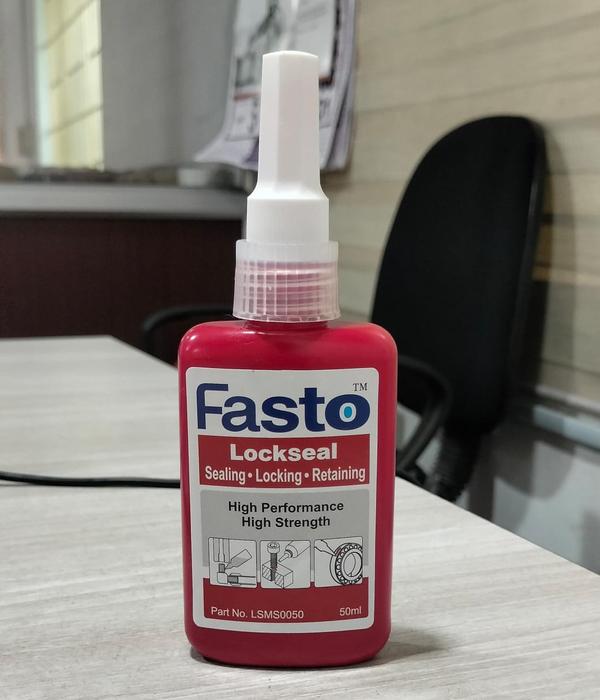 Fasto™
Lockseal
Sealing • Locking • Retaining
High Performance
High Strength
Part No. LSMS0050 50ml